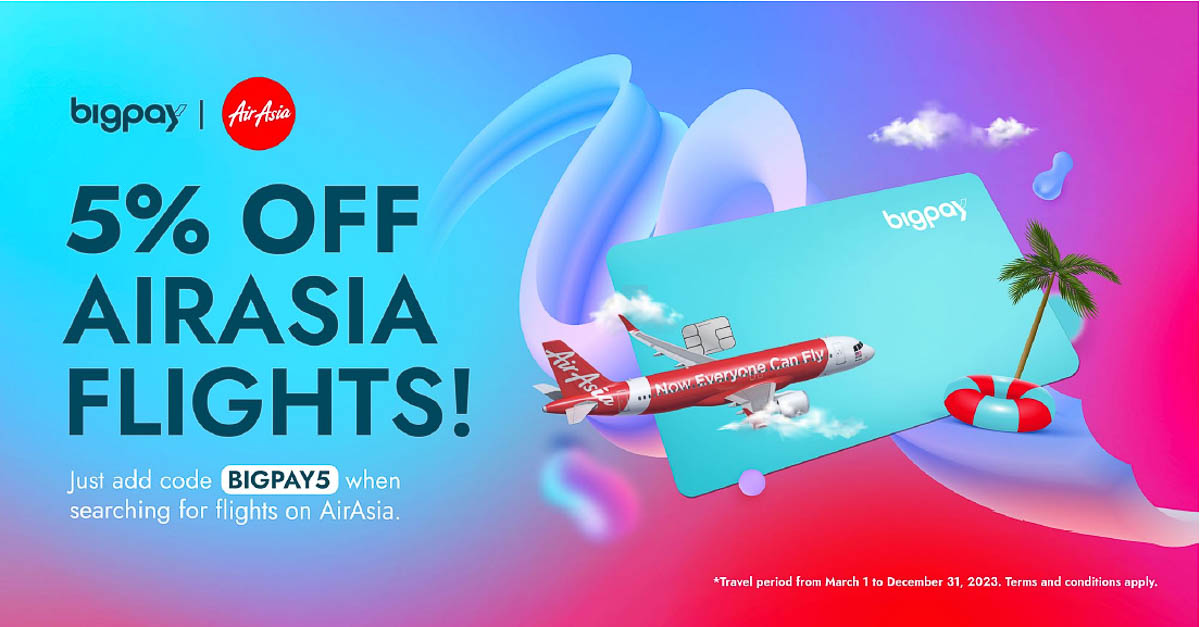 bigpay | AirAsia
5% OFF
AIRASIA
FLIGHTS!
Just add code BIGPAY5 when
searching for flights on AirAsia.
bigpay
AirAsia
Now Everyone Can Fly
*Travel period from March 1 to December 31, 2023. Terms and conditions apply.